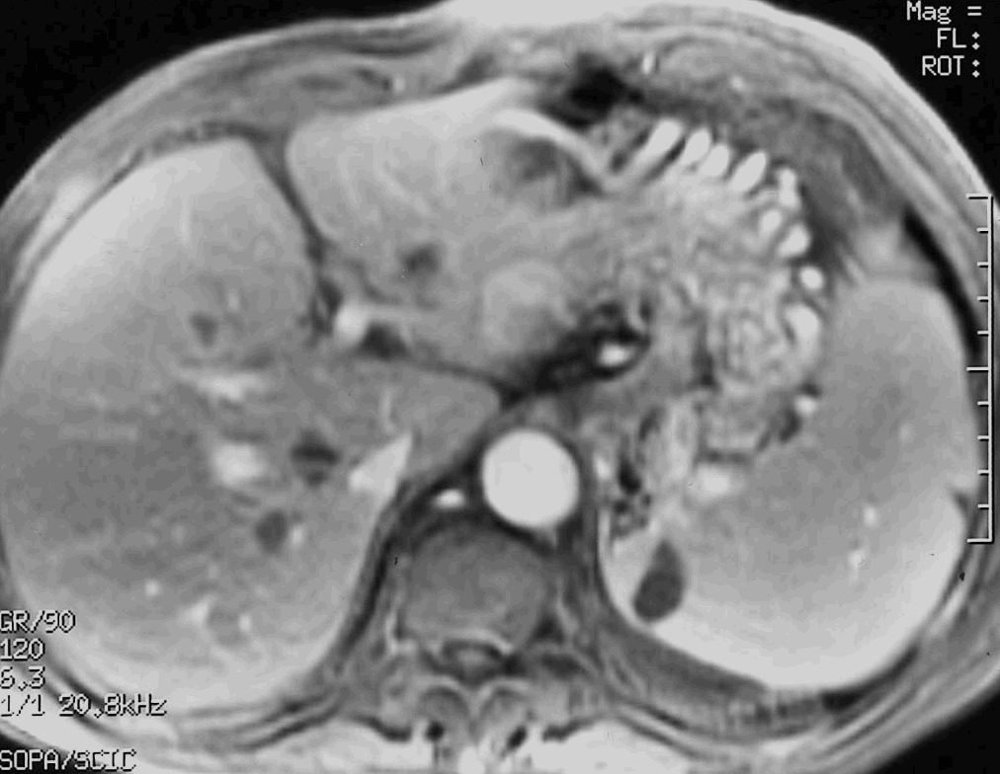 Mag =
FL:
ROT:
GR/90
120
6.3
1/1 20.8kHz
SOPA/SCIC